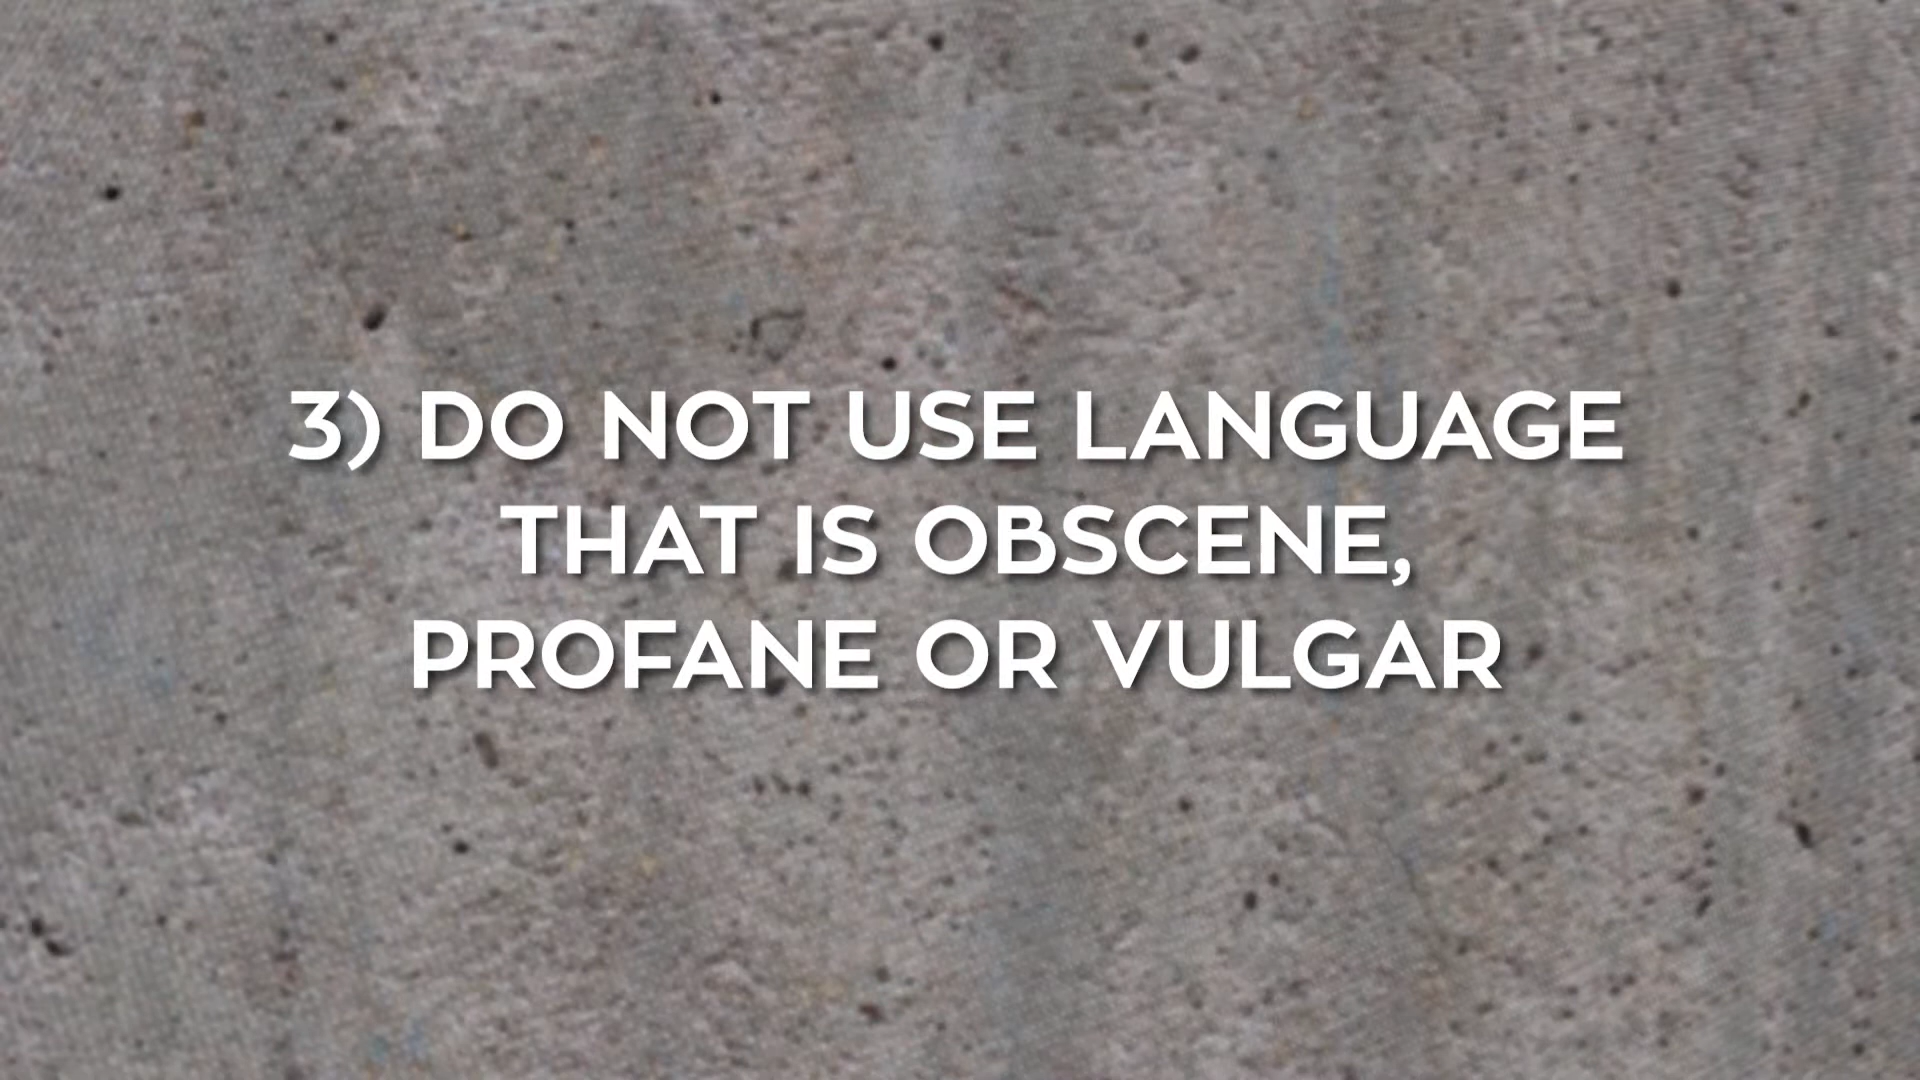 3) DO NOT USE LANGUAGE
THAT IS OBSCENE,
PROFANE OR VULGAR